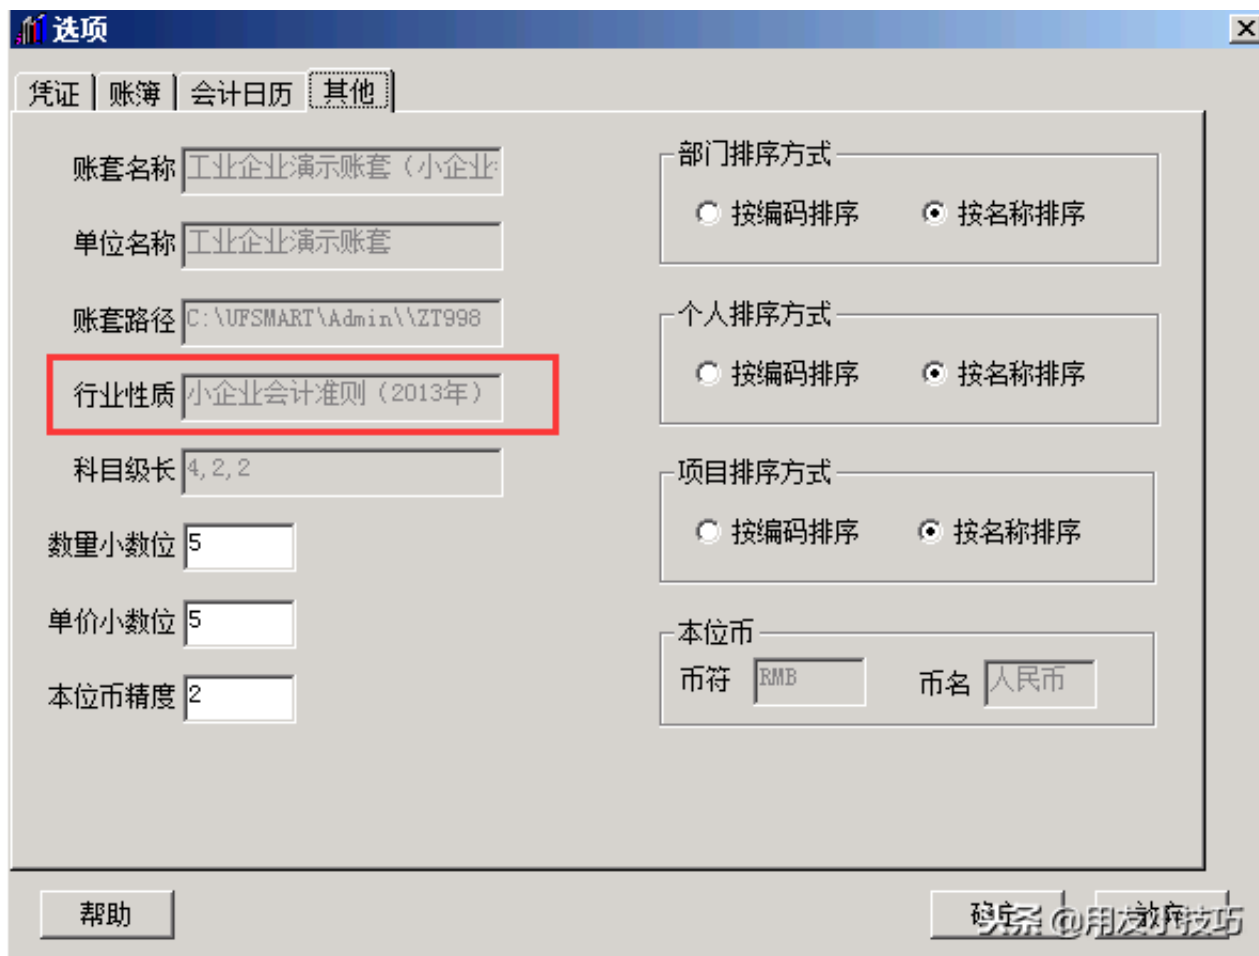 选项
凭证 账簿 会计日历 其他
账套名称 工业企业演示账套（小企业
单位名称 工业企业演示账套
账套路径 C:\UFSMART\Admin\\ZT998
行业性质 小企业会计准则（2013年）
科目级长 4,2,2
数量小数位 5
单价小数位 5
本位币精度 2
部门排序方式
按编码排序 按名称排序
个人排序方式
按编码排序 按名称排序
项目排序方式
按编码排序 按名称排序
本位币
币符 RMB 币名 人民币
帮助
头条 @用友小技巧